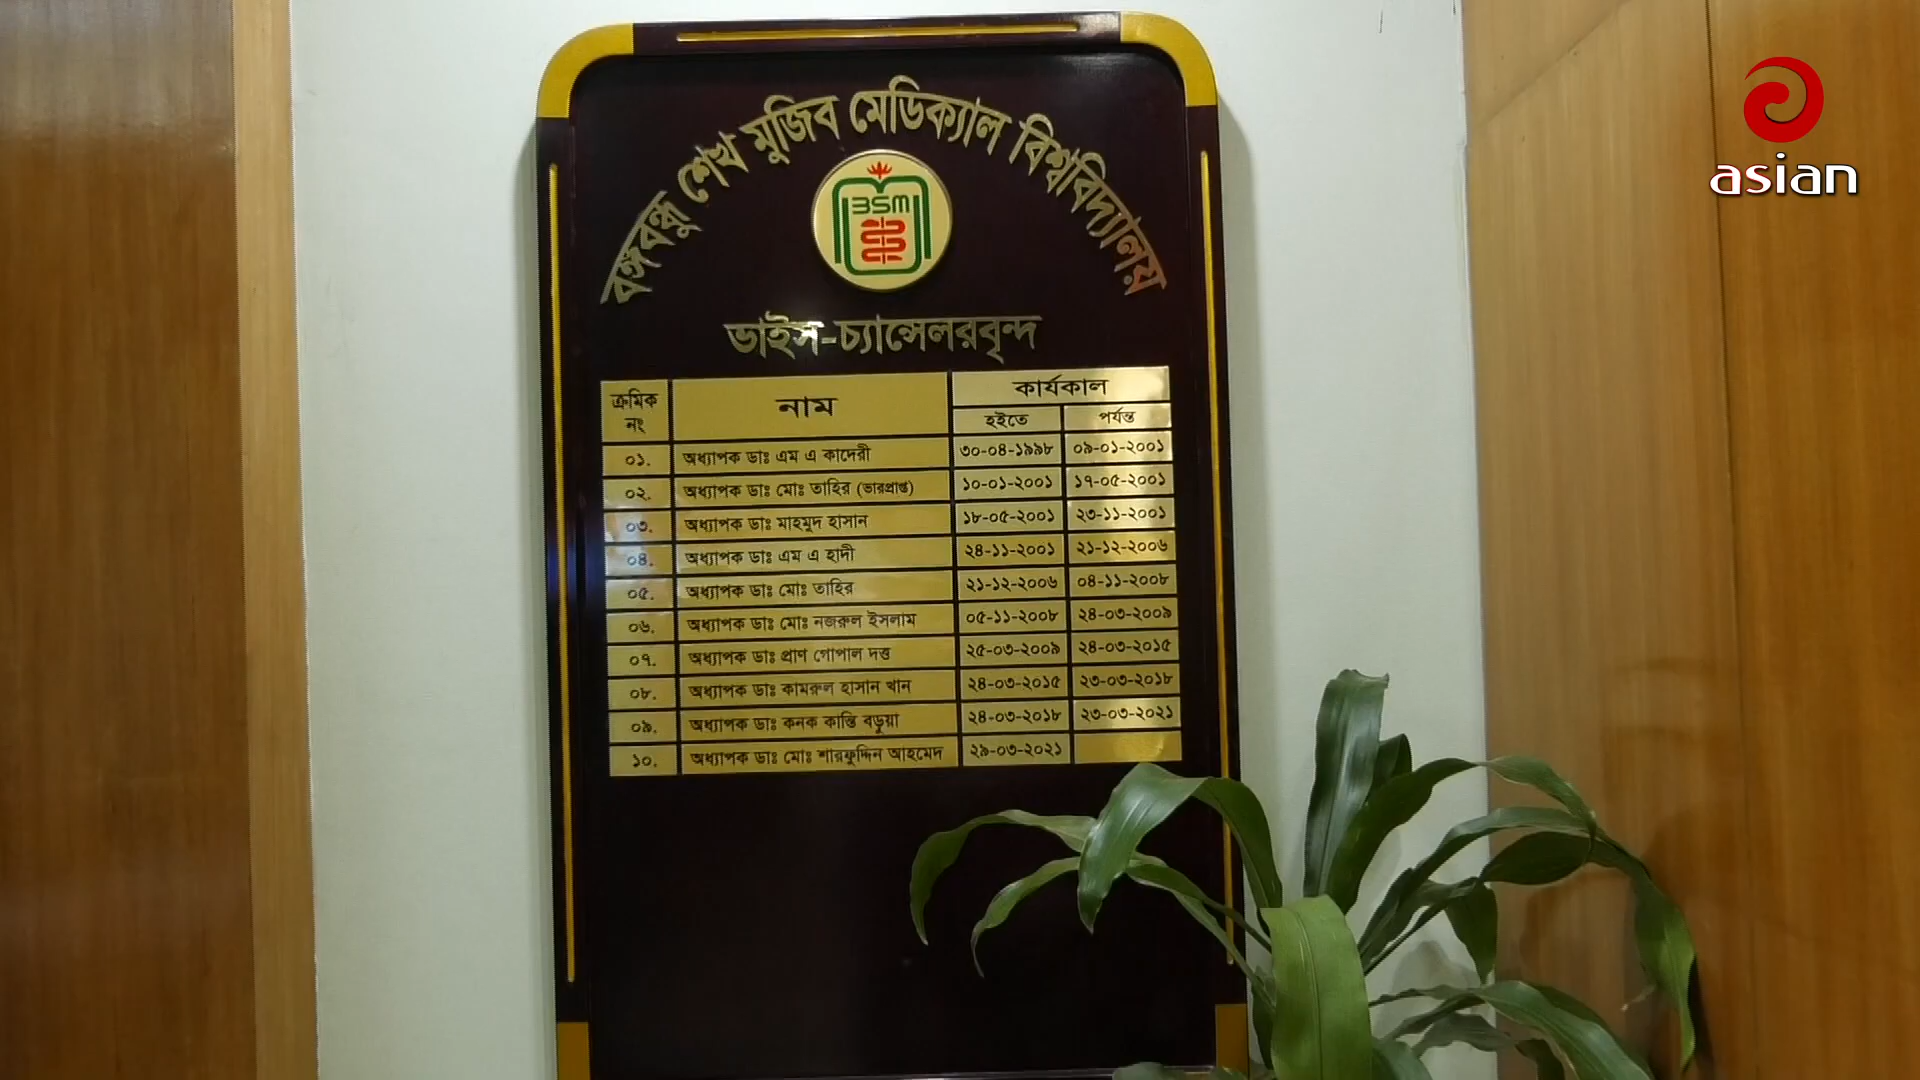 বঙ্গবন্ধু শেখ মুজিব মেডিক্যাল বিশ্ববিদ্যালয়
BSM
ভাইস-চ্যান্সেলরবৃন্দ
ক্রমিক নং নাম কার্যকাল
হইতে পর্যন্ত
০১. অধ্যাপক ডাঃ এম এ কাদেরী ৩০-০৪-১৯৯৮ ০৯-০১-২০০১
০২. অধ্যাপক ডাঃ মোঃ তাহির (ভারপ্রাপ্ত) ১০-০১-২০০১ ১৭-০৫-২০০১
০৩. অধ্যাপক ডাঃ মাহমুদ হাসান ১৮-০৫-২০০১ ২৩-১১-২০০১
০৪. অধ্যাপক ডাঃ এম এ হাদী ২৪-১১-২০০১ ২১-১২-২০০৬
০৫. অধ্যাপক ডাঃ মোঃ তাহির ২১-১২-২০০৬ ০৪-১১-২০০৮
০৬. অধ্যাপক ডাঃ মোঃ নজরুল ইসলাম ০৫-১১-২০০৮ ২৪-০৩-২০০৯
০৭. অধ্যাপক ডাঃ প্রাণ গোপাল দত্ত ২৫-০৩-২০০৯ ২৪-০৩-২০১৫
০৮. অধ্যাপক ডাঃ কামরুল হাসান খান ২৪-০৩-২০১৫ ২৩-০৩-২০১৮
০৯. অধ্যাপক ডাঃ কনক কান্তি বড়ুয়া ২৪-০৩-২০১৮ ২৩-০৩-২০২১
১০. অধ্যাপক ডাঃ মোঃ শারফুদ্দিন আহমেদ ২৯-০৩-২০২১
asian